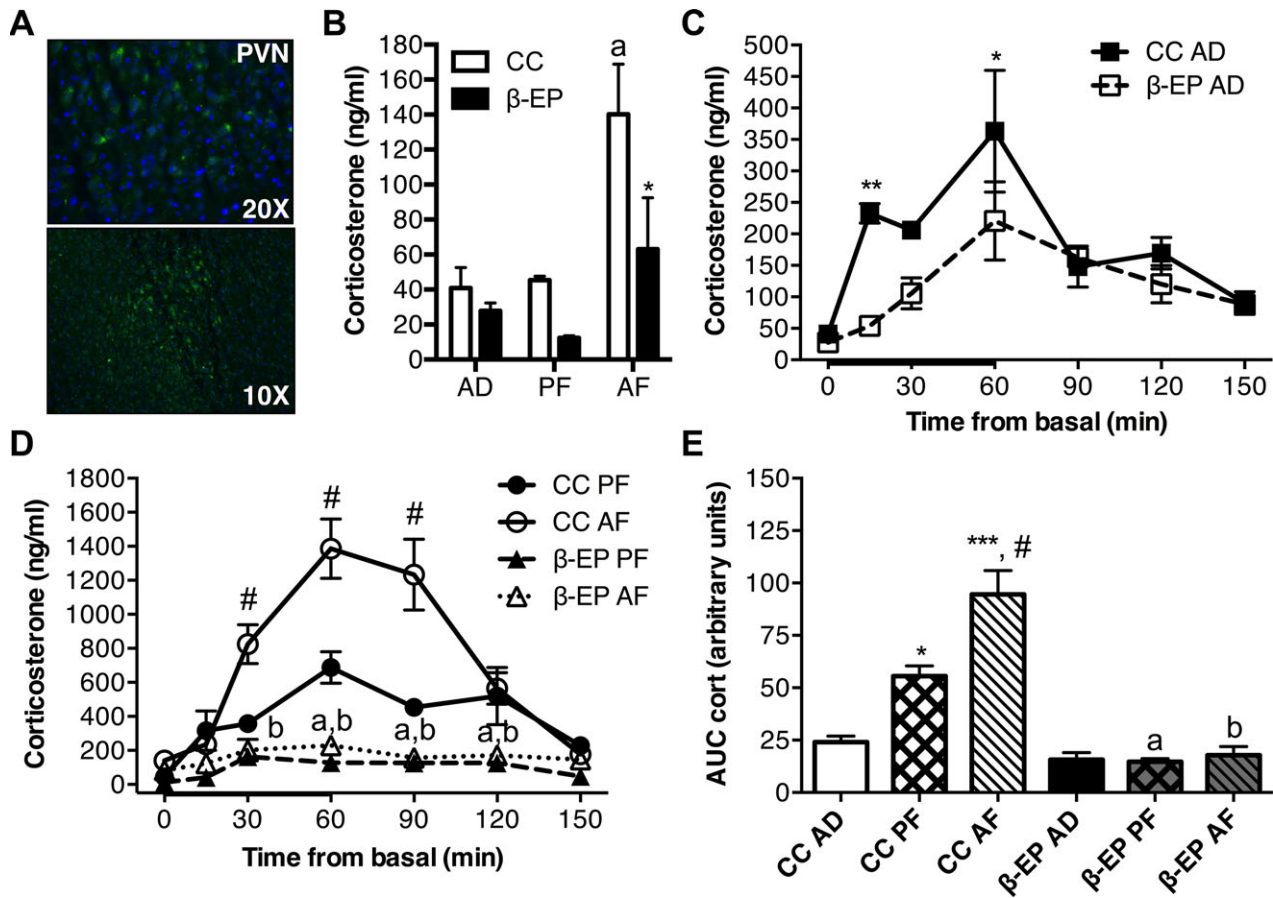 A
PVN
20X
10X
B
Corticosterone (ng/ml)
180
160
140
120
100
80
60
40
20
0
CC
β-EP
a
*
AD PF AF
C
Corticosterone (ng/ml)
500
450
400
350
300
250
200
150
100
50
0
CC AD
β-EP AD
**
*
0 30 60 90 120 150
Time from basal (min)
D
Corticosterone (ng/ml)
1800
1600
1400
1200
1000
800
600
400
200
0
CC PF
CC AF
β-EP PF
β-EP AF
# # #
b a,b a,b a,b
0 30 60 90 120 150
Time from basal (min)
E
AUC cort (arbitrary units)
150
125
100
75
50
25
0
*
***, #
a
b
CC AD
CC PF
CC AF
β-EP AD
β-EP PF
β-EP AF